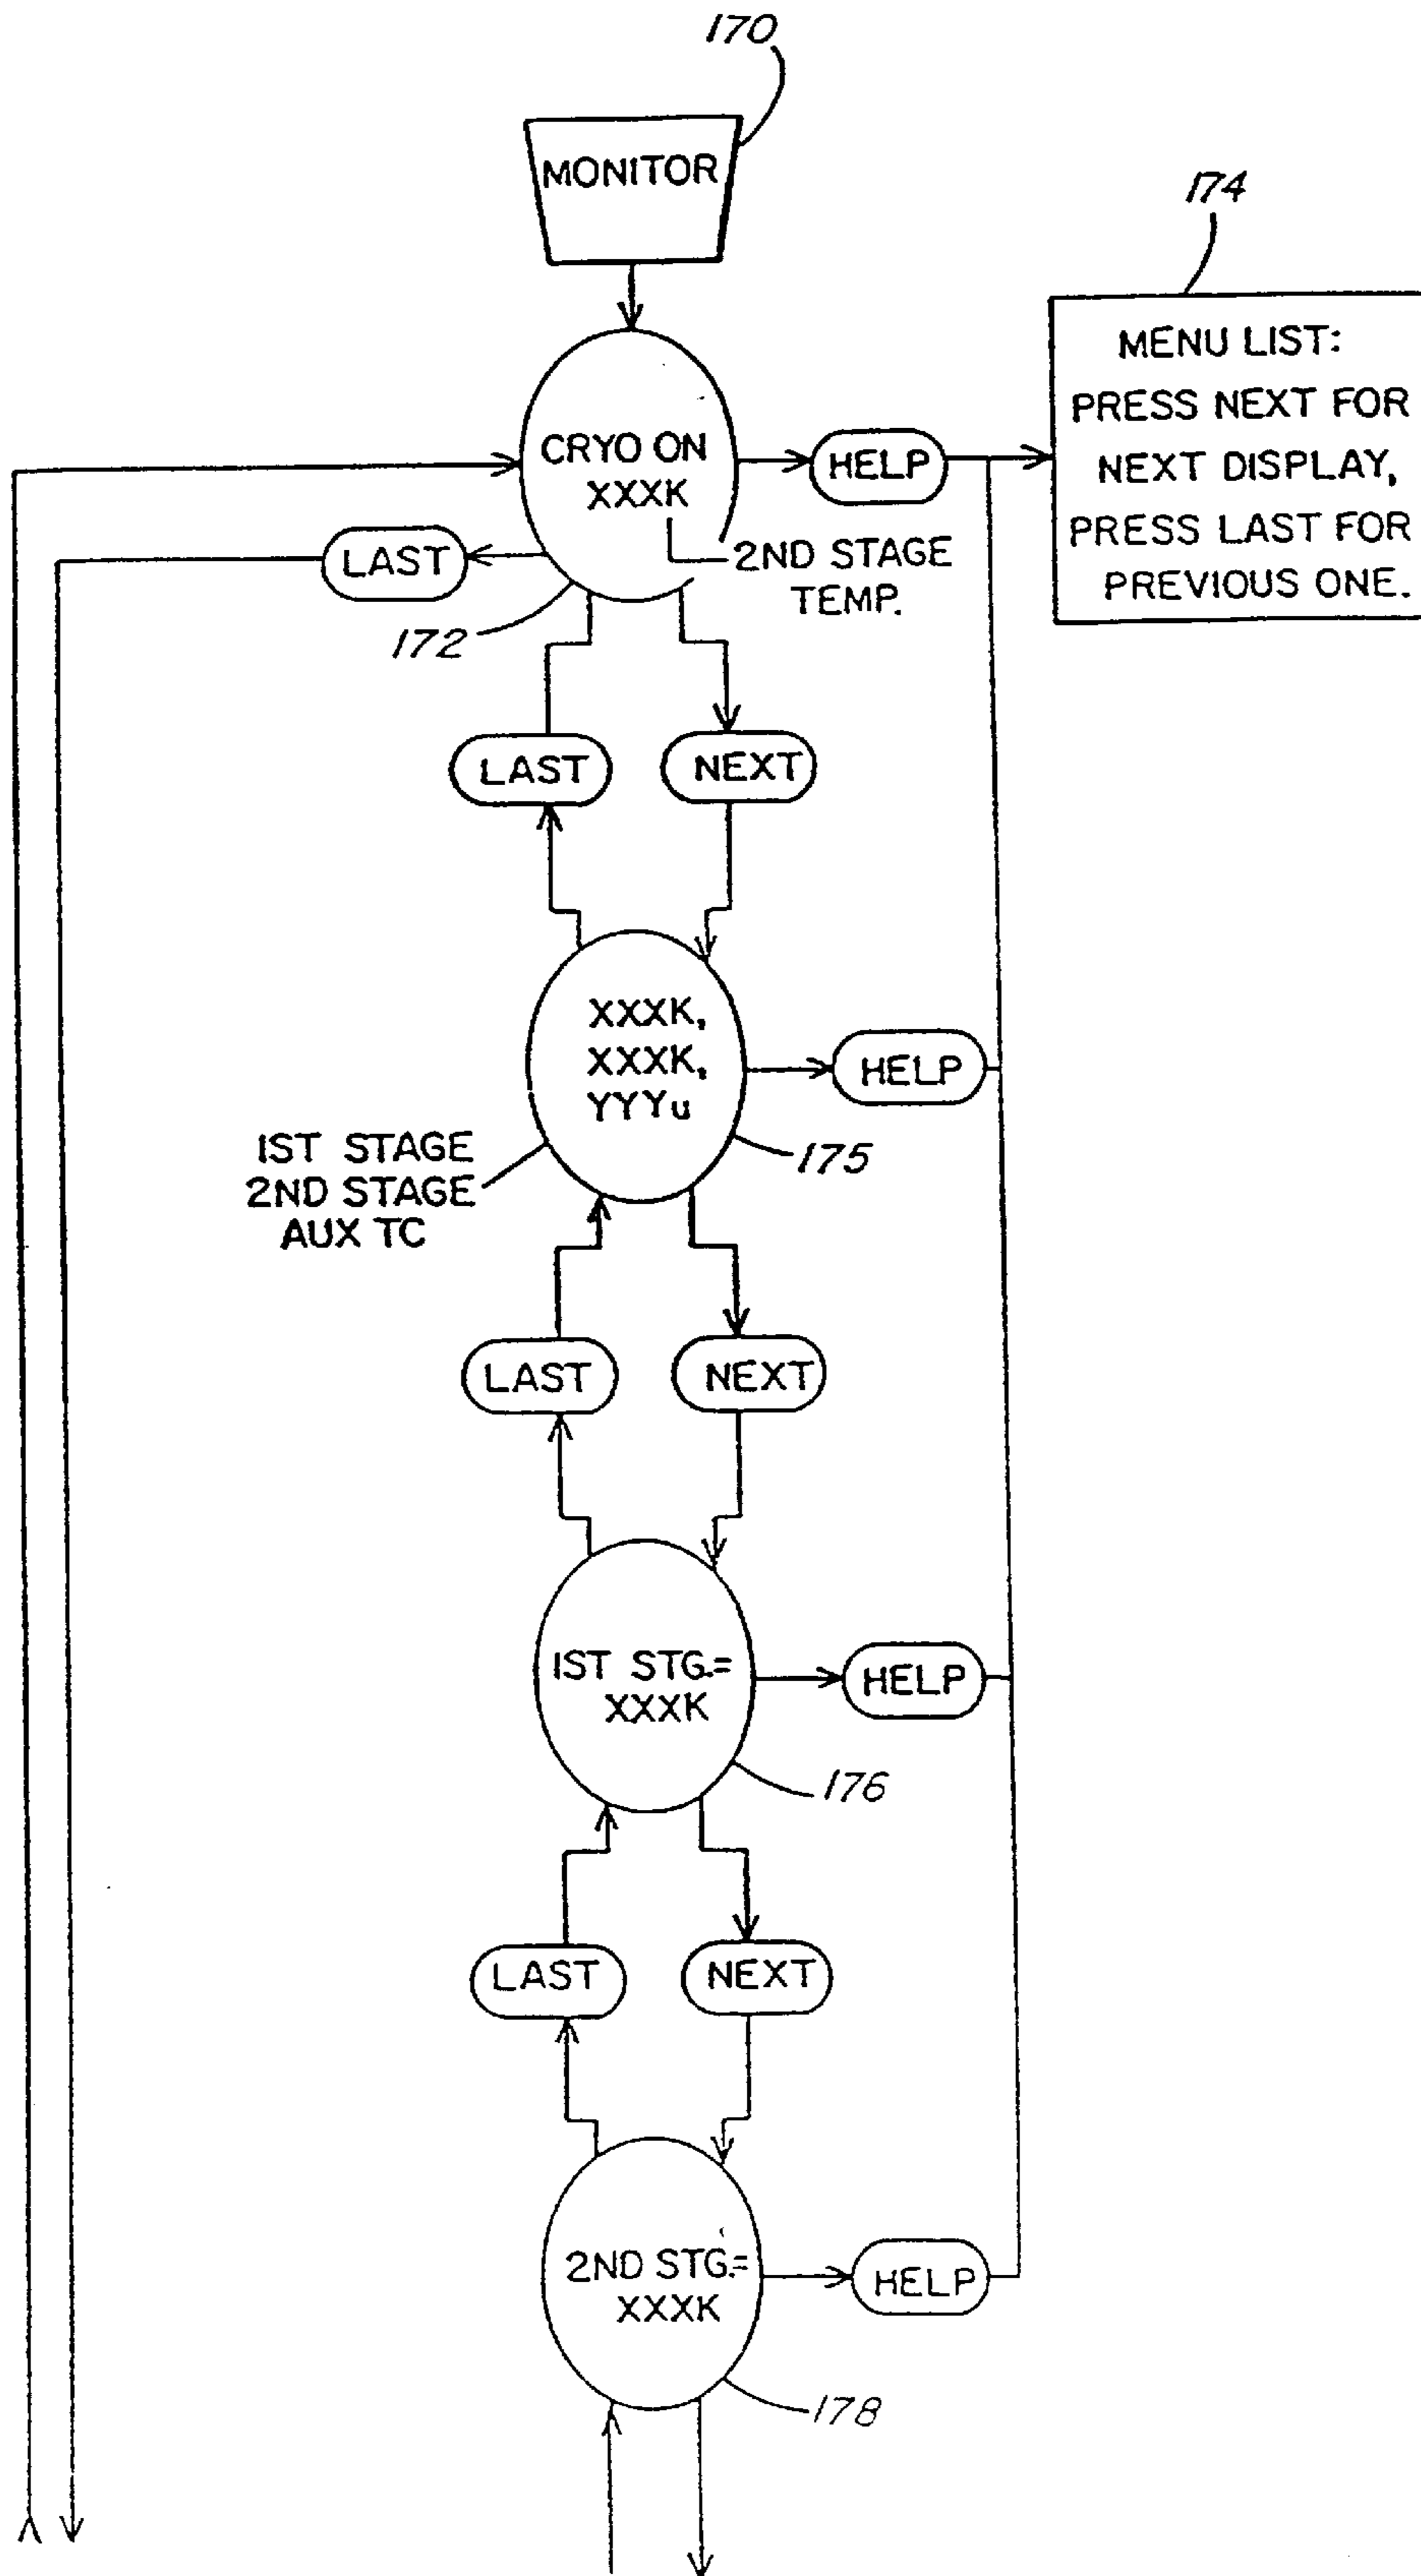 170
MONITOR
174
MENU LIST:
PRESS NEXT FOR
NEXT DISPLAY,
PRESS LAST FOR
PREVIOUS ONE.
CRYO ON
XXXK
HELP
2ND STAGE
TEMP.
LAST
172
LAST
NEXT
XXXK,
XXXK,
YYYu
HELP
1ST STAGE
2ND STAGE
AUX TC
175
LAST
NEXT
1ST STG.=
XXXK
HELP
176
LAST
NEXT
2ND STG.=
XXXK
HELP
178